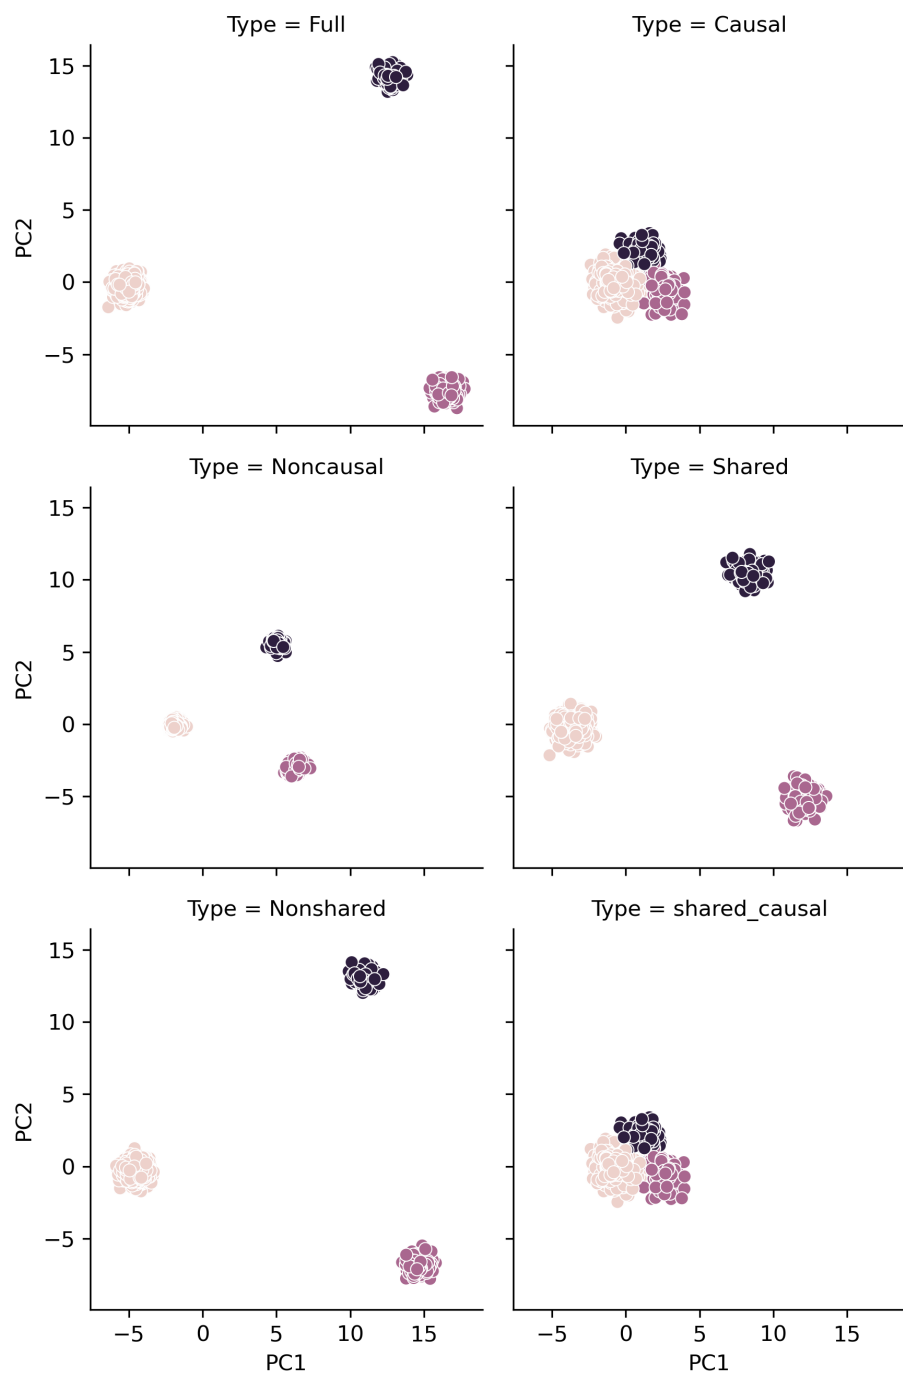 Type = Full
Type = Causal
15
10
5
0
−5
PC2
Type = Noncausal
Type = Shared
15
10
5
0
−5
PC2
Type = Nonshared
Type = shared_causal
15
10
5
0
−5
PC2
−5 0 5 10 15
−5 0 5 10 15
PC1
PC1